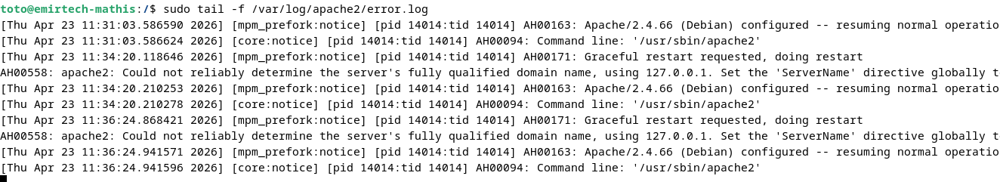 toto@emirtech-mathis:/$ sudo tail -f /var/log/apache2/error.log
[Thu Apr 23 11:31:03.586590 2026] [mpm_prefork:notice] [pid 14014:tid 14014] AH00163: Apache/2.4.66 (Debian) configured -- resuming normal operatio
[Thu Apr 23 11:31:03.586624 2026] [core:notice] [pid 14014:tid 14014] AH00094: Command line: '/usr/sbin/apache2'
[Thu Apr 23 11:34:20.118646 2026] [mpm_prefork:notice] [pid 14014:tid 14014] AH00171: Graceful restart requested, doing restart
AH00558: apache2: Could not reliably determine the server's fully qualified domain name, using 127.0.0.1. Set the 'ServerName' directive globally t
[Thu Apr 23 11:34:20.210253 2026] [mpm_prefork:notice] [pid 14014:tid 14014] AH00163: Apache/2.4.66 (Debian) configured -- resuming normal operatio
[Thu Apr 23 11:34:20.210278 2026] [core:notice] [pid 14014:tid 14014] AH00094: Command line: '/usr/sbin/apache2'
[Thu Apr 23 11:36:24.868421 2026] [mpm_prefork:notice] [pid 14014:tid 14014] AH00171: Graceful restart requested, doing restart
AH00558: apache2: Could not reliably determine the server's fully qualified domain name, using 127.0.0.1. Set the 'ServerName' directive globally t
[Thu Apr 23 11:36:24.941571 2026] [mpm_prefork:notice] [pid 14014:tid 14014] AH00163: Apache/2.4.66 (Debian) configured -- resuming normal operatio
[Thu Apr 23 11:36:24.941596 2026] [core:notice] [pid 14014:tid 14014] AH00094: Command line: '/usr/sbin/apache2'